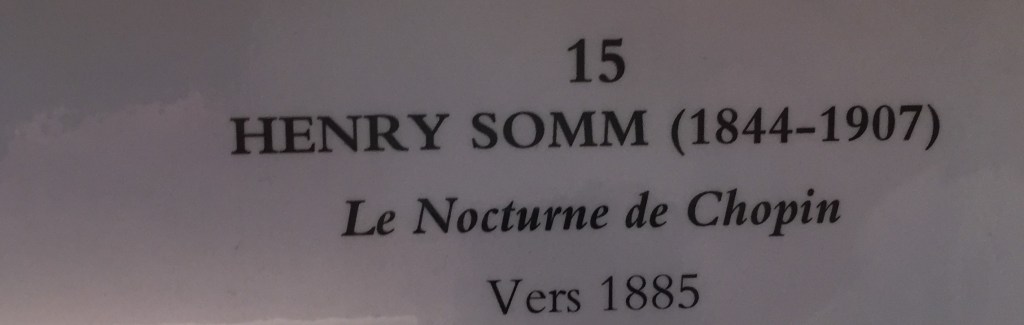 15
HENRY SOMM (1844-1907)
Le Nocturne de Chopin
Vers 1885